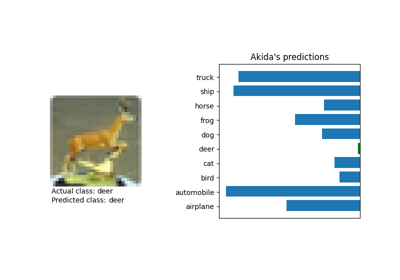 Akida's predictions
truck
ship
horse
frog
dog
deer
cat
bird
automobile
airplane
Actual class: deer
Predicted class: deer